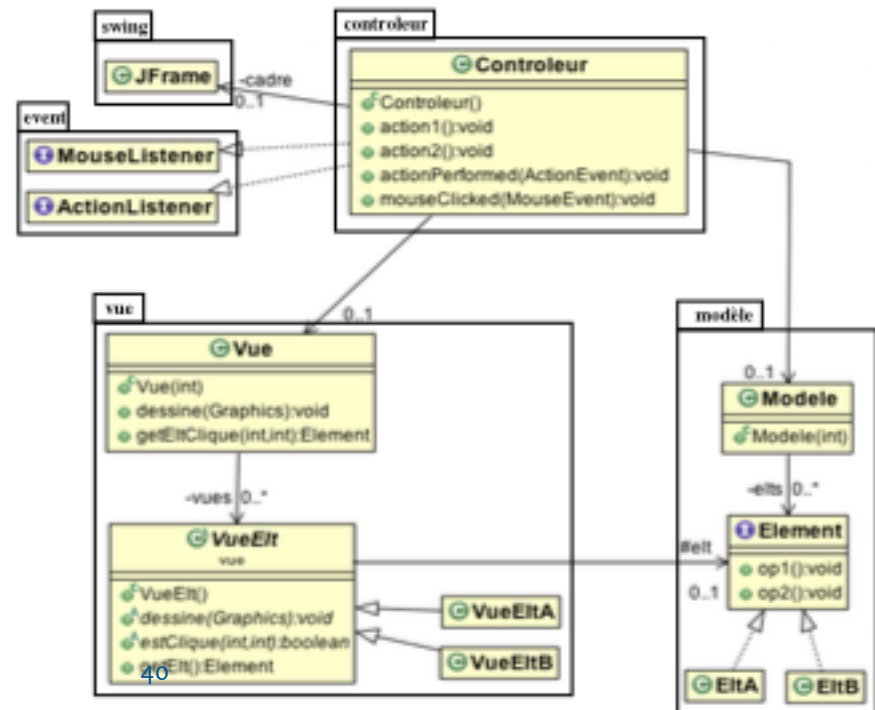 swing
JFrame
-cadre
0..1
event
MouseListener
ActionListener
controleur
Controleur
Controleur()
action1():void
action2():void
actionPerformed(ActionEvent):void
mouseClicked(MouseEvent):void
vue
0..1
Vue
Vue(int)
dessine(Graphics):void
getEltClique(int,int):Element
-vues 0..*
VueElt
vue
VueElt()
dessine(Graphics):void
estClique(int,int):boolean
getElt():Element
40
VueEltA
VueEltB
modèle
0..1
Modele
Modele(int)
-elts 0..*
#elt
0..1
Element
op1():void
op2():void
EltA
EltB